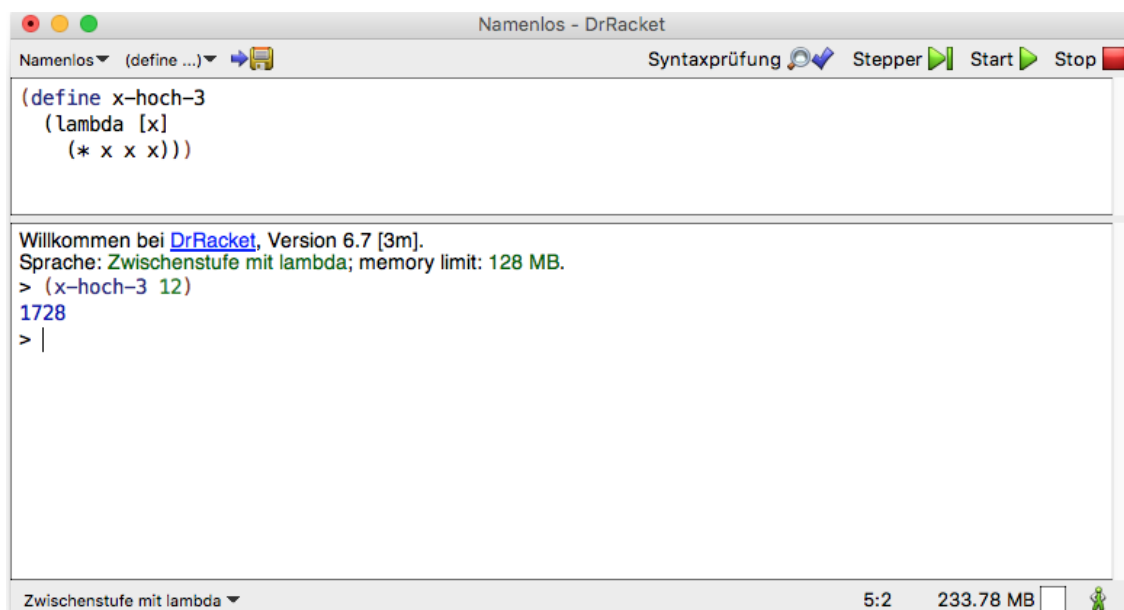 Namenlos - DrRacket
Namenlos (define ...) Syntaxprüfung Stepper Start Stop
(define x-hoch-3
(lambda [x]
(* x x x)))
Willkommen bei DrRacket, Version 6.7 [3m].
Sprache: Zwischenstufe mit lambda; memory limit: 128 MB.
> (x-hoch-3 12)
1728
>
Zwischenstufe mit lambda 5:2 233.78 MB